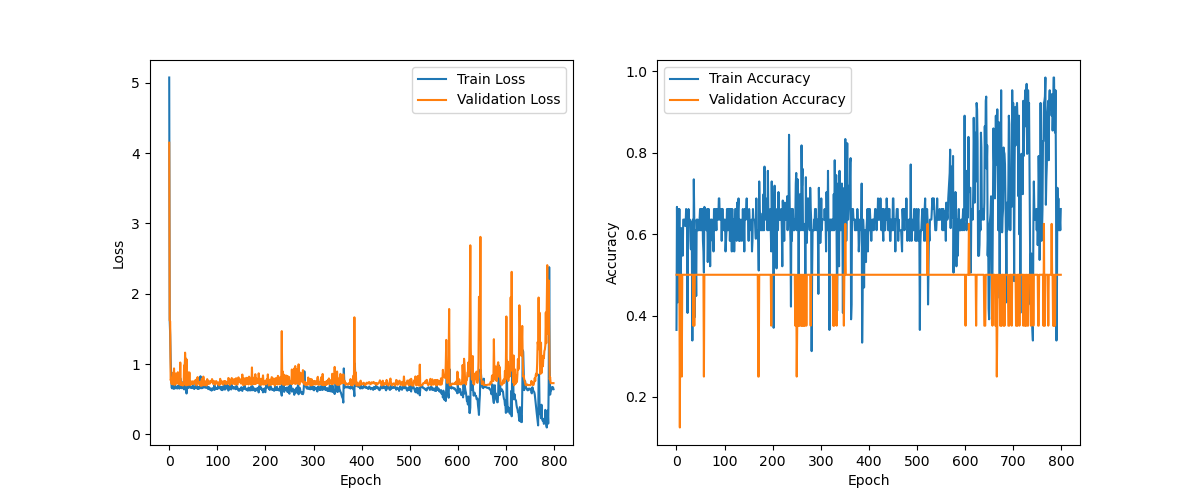 Train Loss
Validation Loss
5
4
3
2
1
0
Loss
0 100 200 300 400 500 600 700 800
Epoch
Train Accuracy
Validation Accuracy
1.0
0.8
0.6
0.4
0.2
Accuracy
0 100 200 300 400 500 600 700 800
Epoch